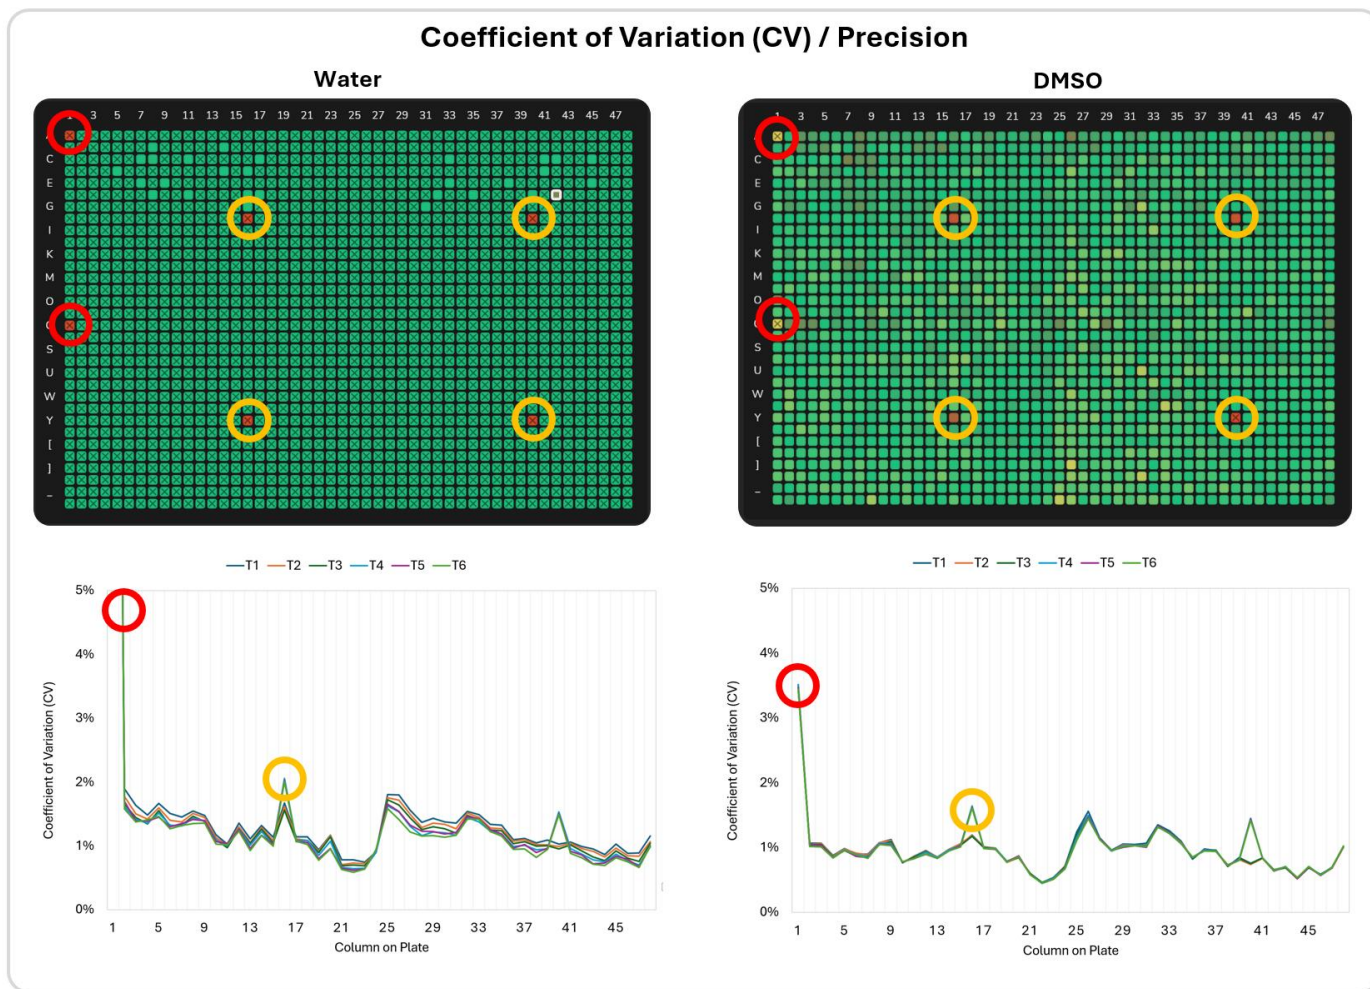 Coefficient of Variation (CV) / Precision
Water
DMSO
3 5 7 9 11 13 15 17 19 21 23 25 27 29 31 33 35 37 39 41 43 45 47
C
E
G
I
K
M
O
S
U
W
Y
[
]
_
1 3 5 7 9 11 13 15 17 19 21 23 25 27 29 31 33 35 37 39 41 43 45 47
C
E
G
I
K
M
O
S
U
W
Y
[
]
_
T1 T2 T3 T4 T5 T6
5%
4%
3%
2%
1%
0%
Coefficient of Variation (CV)
1 5 9 13 17 21 25 29 33 37 41 45
Column on Plate
T1 T2 T3 T4 T5 T6
5%
4%
3%
2%
1%
0%
Coefficient of Variation (CV)
1 5 9 13 17 21 25 29 33 37 41 45
Column on Plate